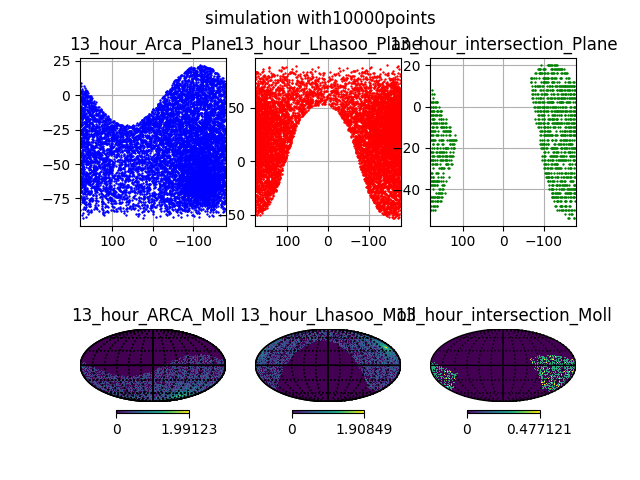 simulation with10000points
13_hour_Arca_Plane
13_hour_Lhasoo_Plane
13_hour_intersection_Plane
25
0
−25
−50
−75
100 0 −100
50
0
50
100 0 −100
20
0
−20
−40
100 0 −100
13_hour_ARCA_Moll
13_hour_Lhasoo_Moll
13_hour_intersection_Moll
0 1.99123
0 1.90849
0 0.477121